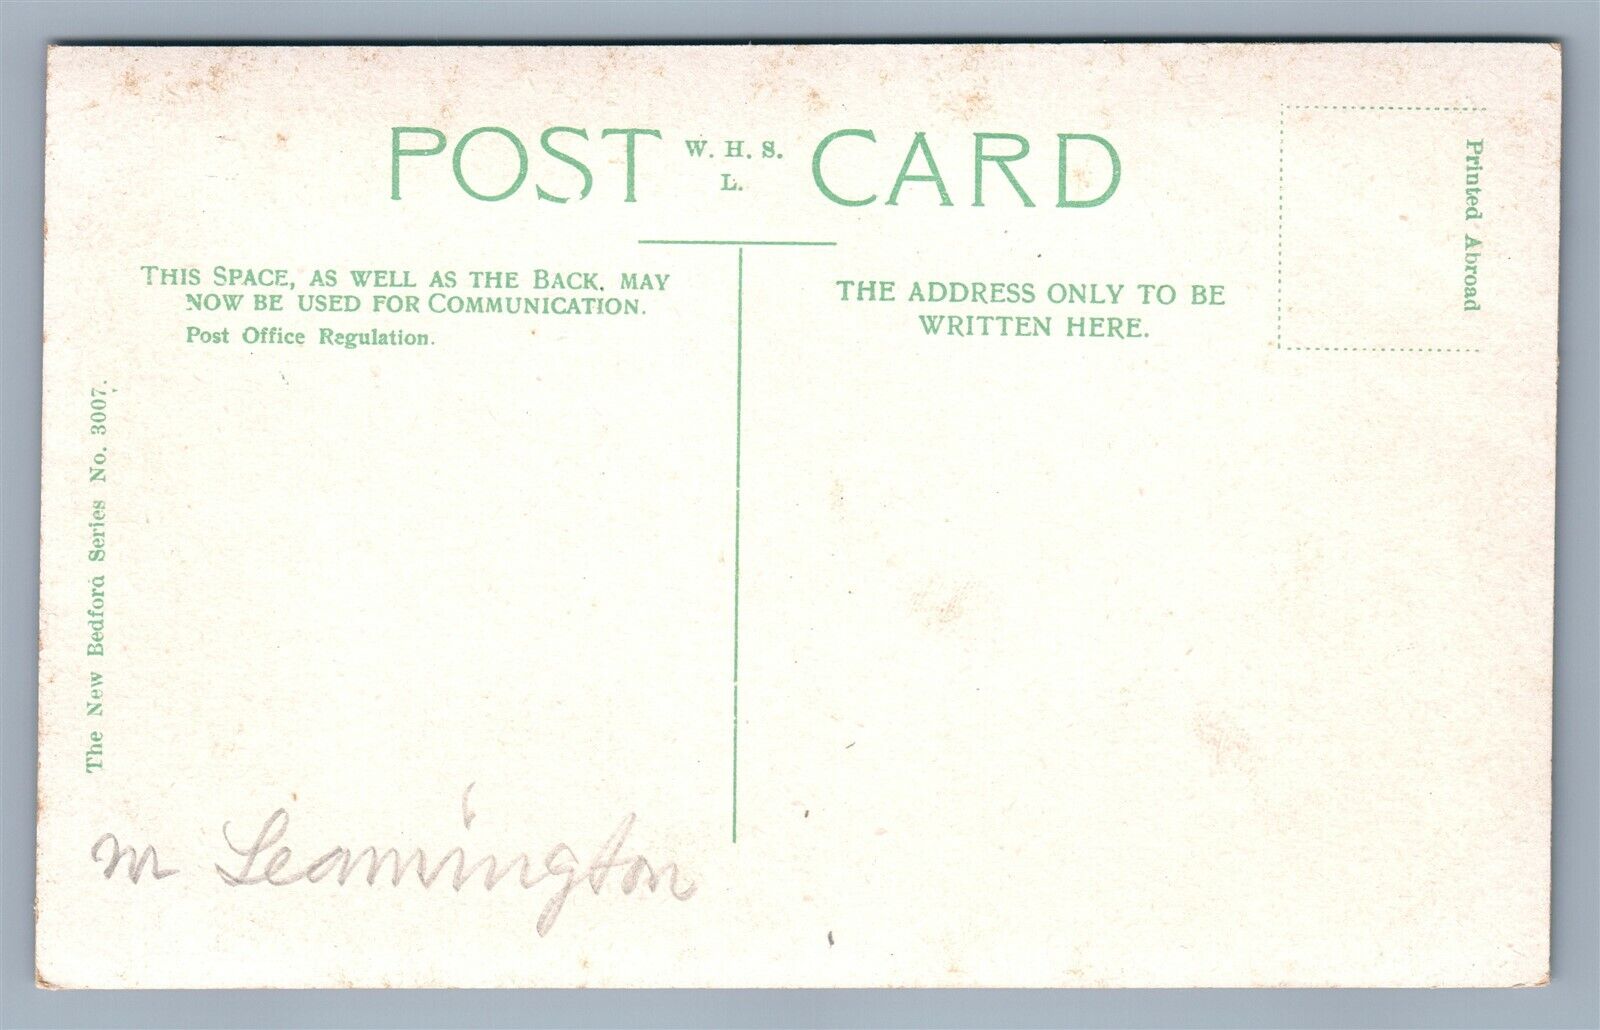 POST W. H. S. L. CARD
THIS SPACE, AS WELL AS THE BACK, MAY
NOW BE USED FOR COMMUNICATION.
Post Office Regulation.
THE ADDRESS ONLY TO BE
WRITTEN HERE.
Printed Abroad
The New Bedford Series No. 3007.
nr Leamington